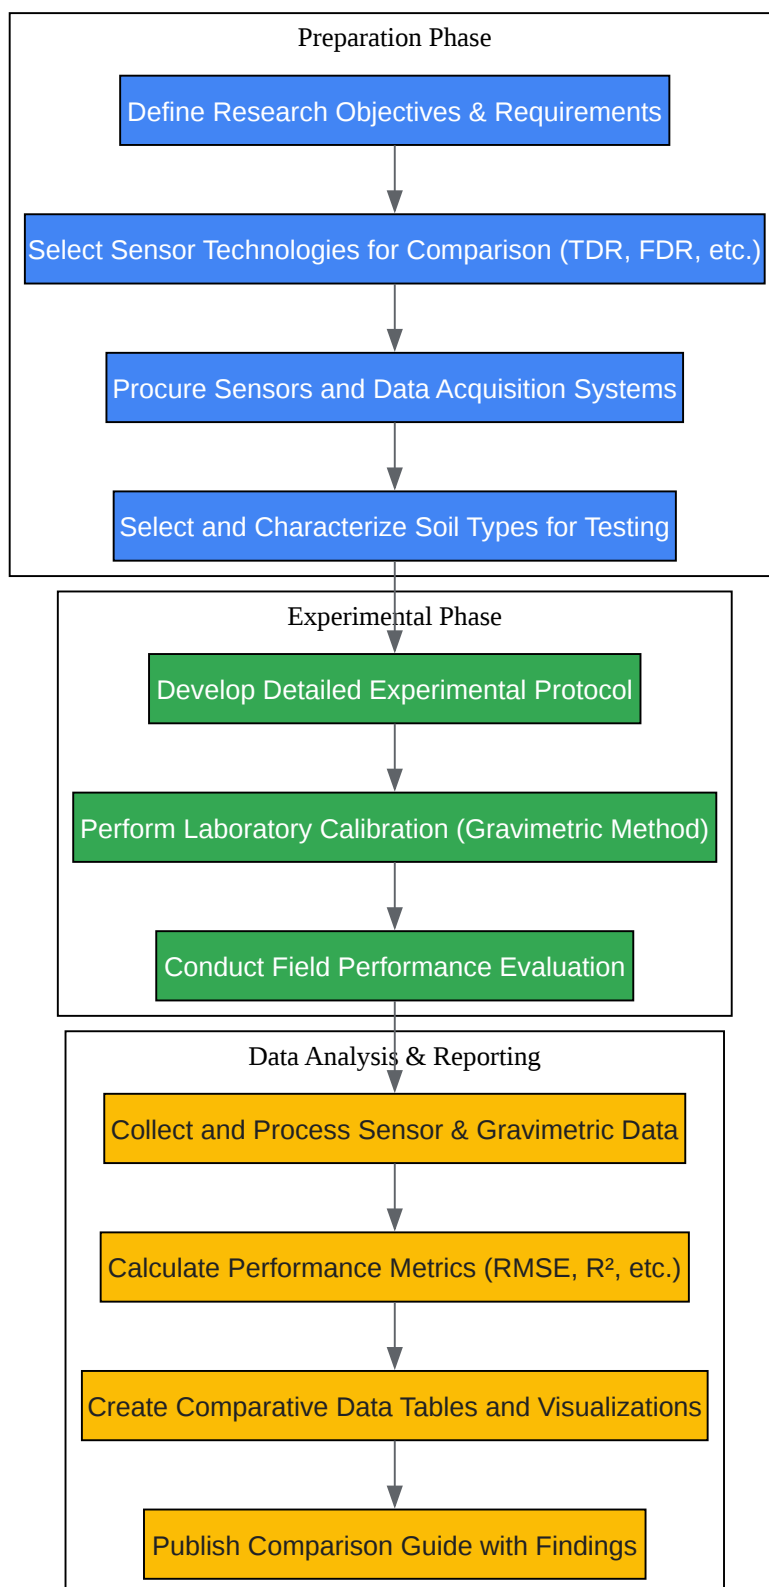 Preparation Phase
Define Research Objectives & Requirements
Select Sensor Technologies for Comparison (TDR, FDR, etc.)
Procure Sensors and Data Acquisition Systems
Select and Characterize Soil Types for Testing
Experimental Phase
Develop Detailed Experimental Protocol
Perform Laboratory Calibration (Gravimetric Method)
Conduct Field Performance Evaluation
Data Analysis & Reporting
Collect and Process Sensor & Gravimetric Data
Calculate Performance Metrics (RMSE, R², etc.)
Create Comparative Data Tables and Visualizations
Publish Comparison Guide with Findings